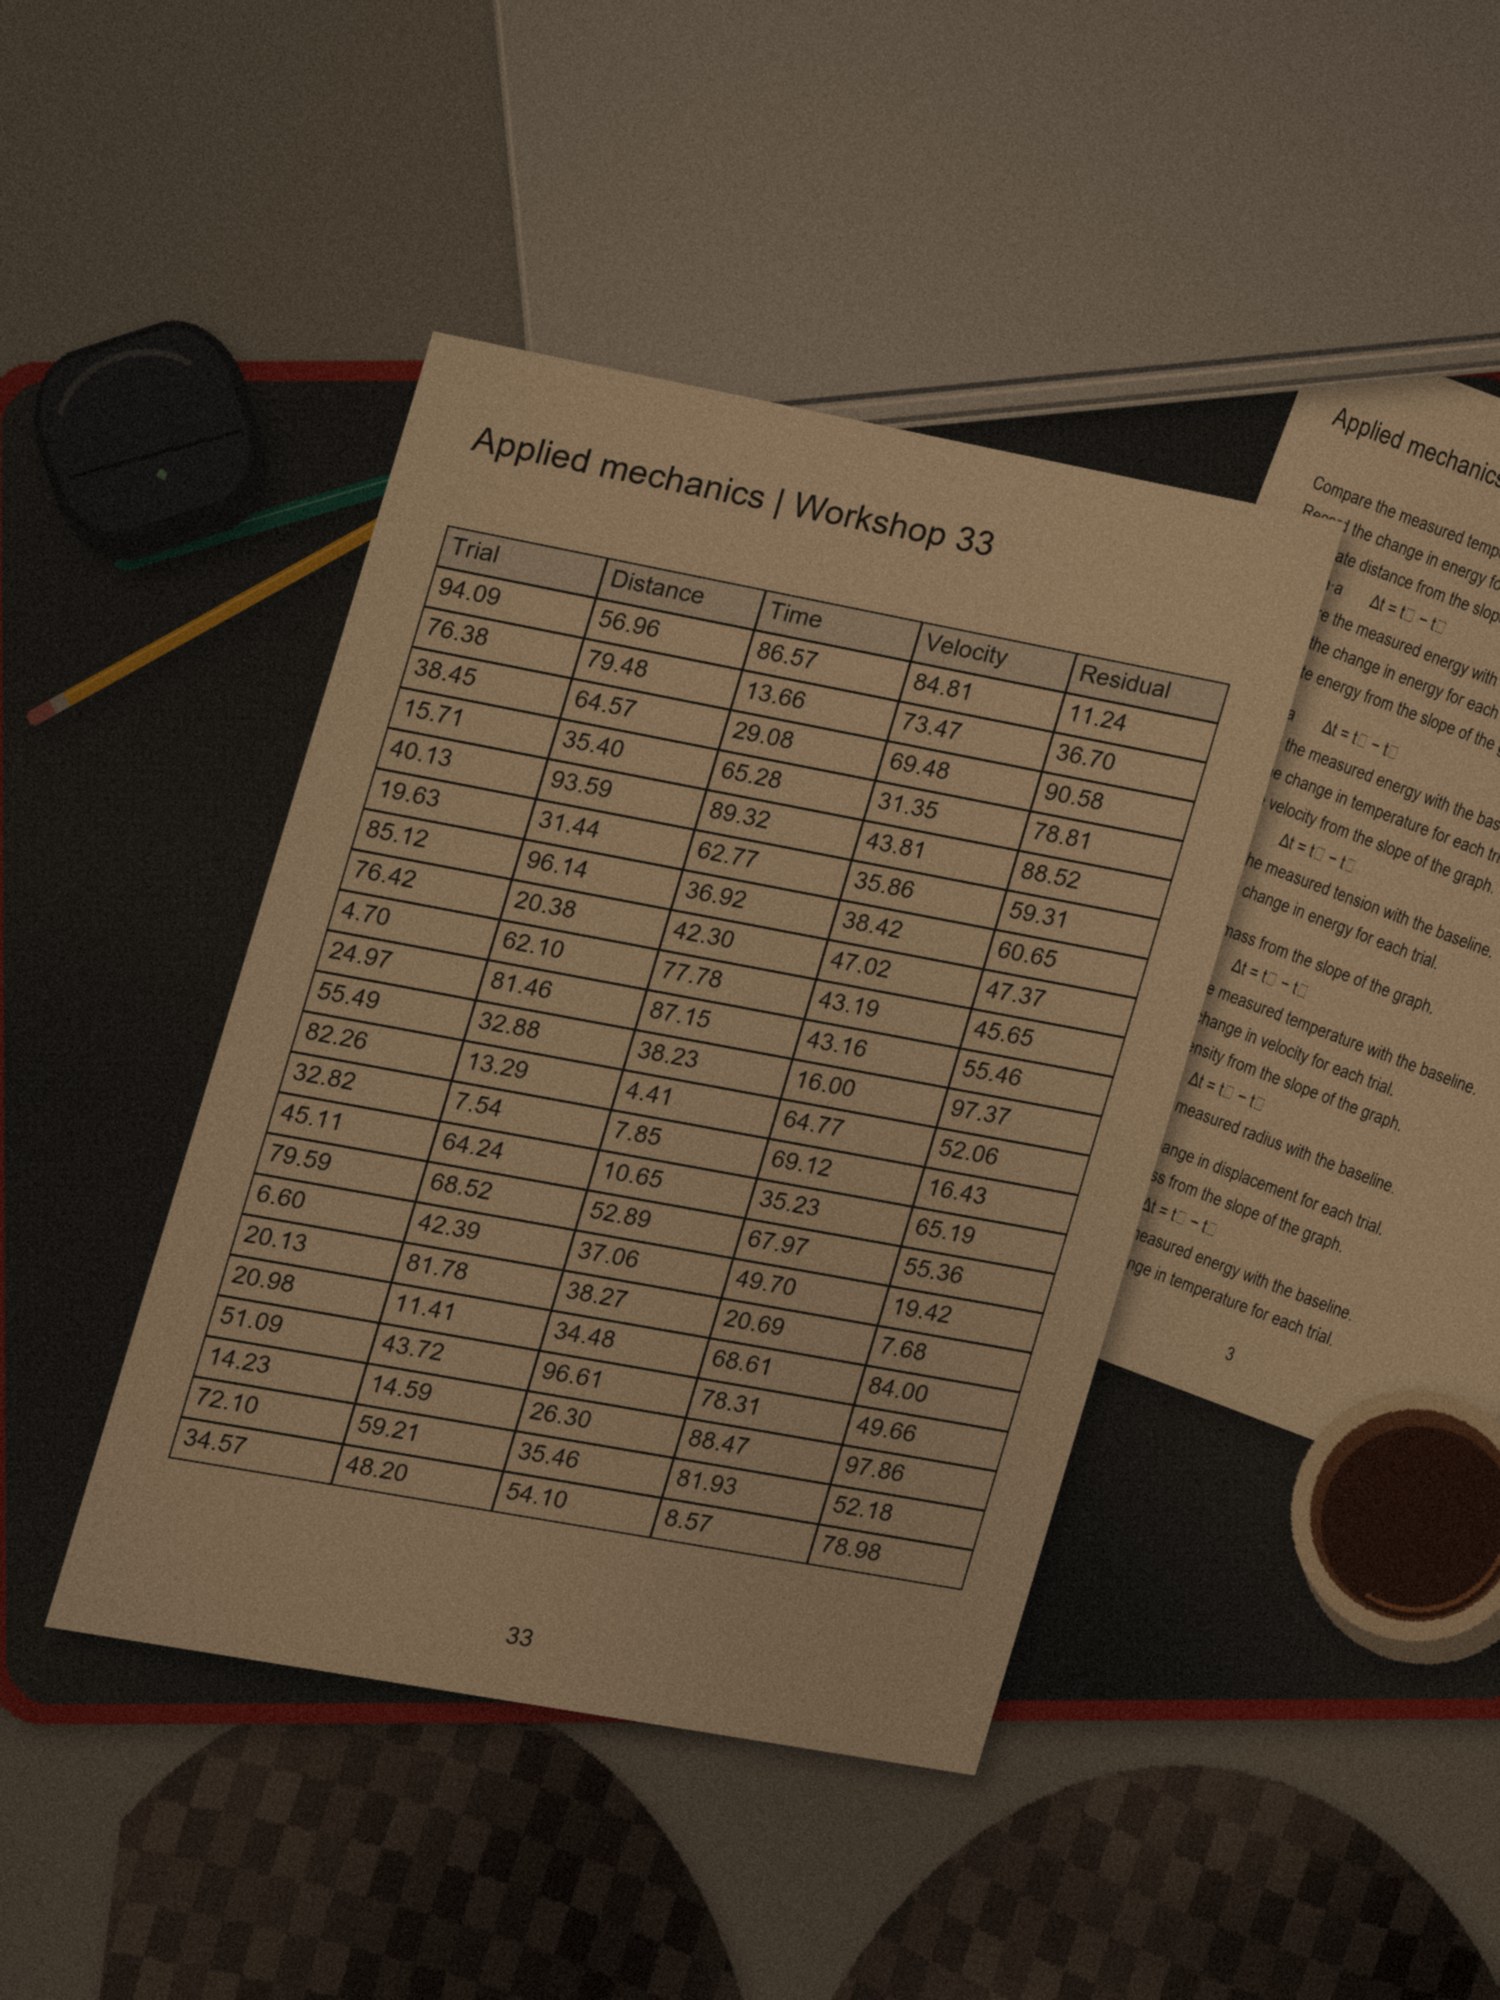 Applied mechanics | Workshop 33
Trial Distance Time Velocity Residual
94.09 56.96 86.57 84.81 11.24
76.38 79.48 13.66 73.47 36.70
38.45 64.57 29.08 69.48 90.58
15.71 35.40 65.28 31.35 78.81
40.13 93.59 89.32 43.81 88.52
19.63 31.44 62.77 35.86 59.31
85.12 96.14 36.92 38.42 60.65
76.42 20.38 42.30 47.02 47.37
4.70 62.10 77.78 43.19 45.65
24.97 81.46 87.15 43.16 55.46
55.49 32.88 38.23 16.00 97.37
82.26 13.29 4.41 64.77 52.06
32.82 7.54 7.85 69.12 16.43
45.11 64.24 10.65 35.23 65.19
79.59 68.52 52.89 67.97 55.36
6.60 42.39 37.06 49.70 19.42
20.13 81.78 38.27 20.69 7.68
20.98 11.41 34.48 68.61 84.00
51.09 43.72 96.61 78.31 49.66
14.23 14.59 26.30 88.47 97.86
72.10 59.21 35.46 81.93 52.18
34.57 48.20 54.10 8.57 78.98
33
Applied mechanics
Compare the measured
the change in energy
distance from the
Δt = t□ − t□
the measured energy with
the change in energy for each
energy from the slope of the
Δt = t□ − t□
the measured energy with the
change in temperature for each
velocity from the slope of the graph.
Δt = t□ − t□
measured tension with the baseline.
change in energy for each trial.
from the slope of the graph.
Δt = t□ − t□
measured temperature with the baseline.
in velocity for each trial.
from the slope of the graph.
Δt = t□ − t□
measured radius with the baseline.
in displacement for each trial.
from the slope of the graph.
Δt = t□ − t□
energy with the baseline.
in temperature for each trial.
3